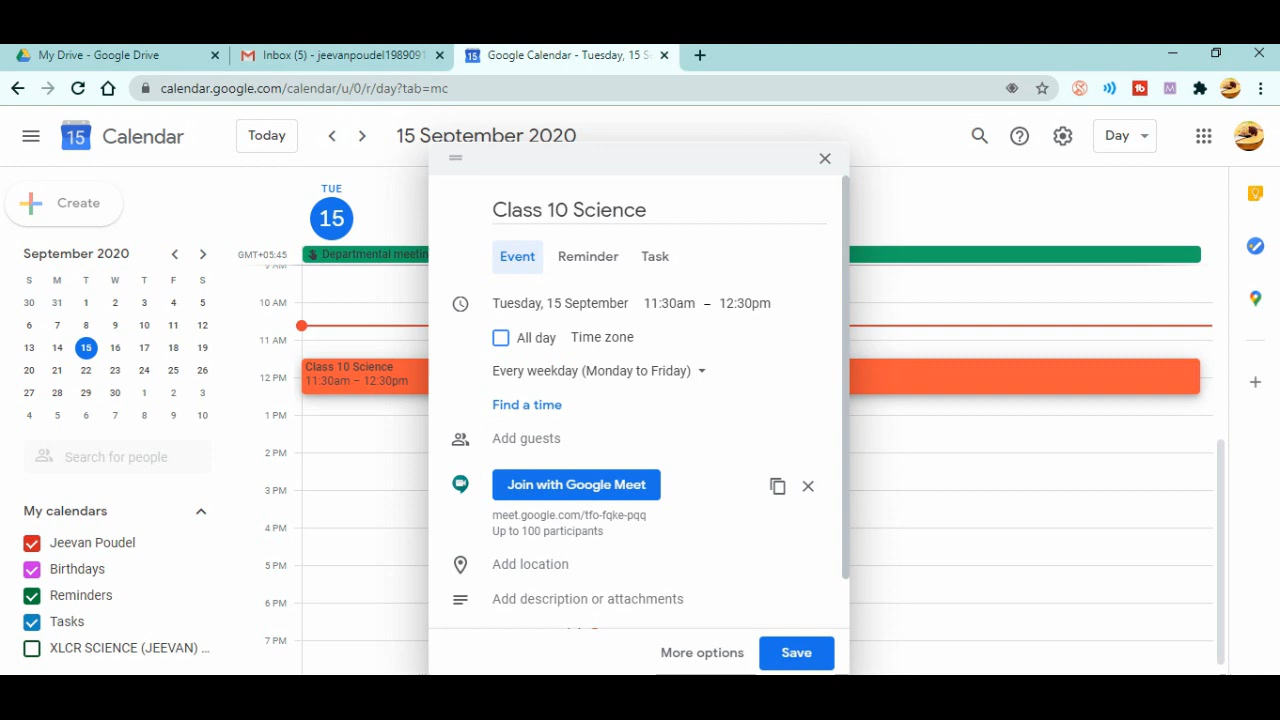 My Drive - Google Drive
Inbox (5) - jeevanpoudel1989091
Google Calendar - Tuesday, 15 S
calendar.google.com/calendar/u/0/r/day?tab=mc
15 Calendar Today 15 September 2020 Day
Create
TUE
15
September 2020
GMT+05:45 Departmental meetin
S M T W T F S
30 31 1 2 3 4 5
6 7 8 9 10 11 12
13 14 15 16 17 18 19
20 21 22 23 24 25 26
27 28 29 30 1 2 3
4 5 6 7 8 9 10
Search for people
My calendars
Jeevan Poudel
Birthdays
Reminders
Tasks
XLCR SCIENCE (JEEVAN) ...
9 AM
10 AM
11 AM
12 PM
1 PM
2 PM
3 PM
4 PM
5 PM
6 PM
7 PM
Class 10 Science
11:30am – 12:30pm
Class 10 Science
Event Reminder Task
Tuesday, 15 September 11:30am – 12:30pm
All day Time zone
Every weekday (Monday to Friday)
Find a time
Add guests
Join with Google Meet
meet.google.com/tfo-fqke-pqq
Up to 100 participants
Add location
Add description or attachments
More options Save